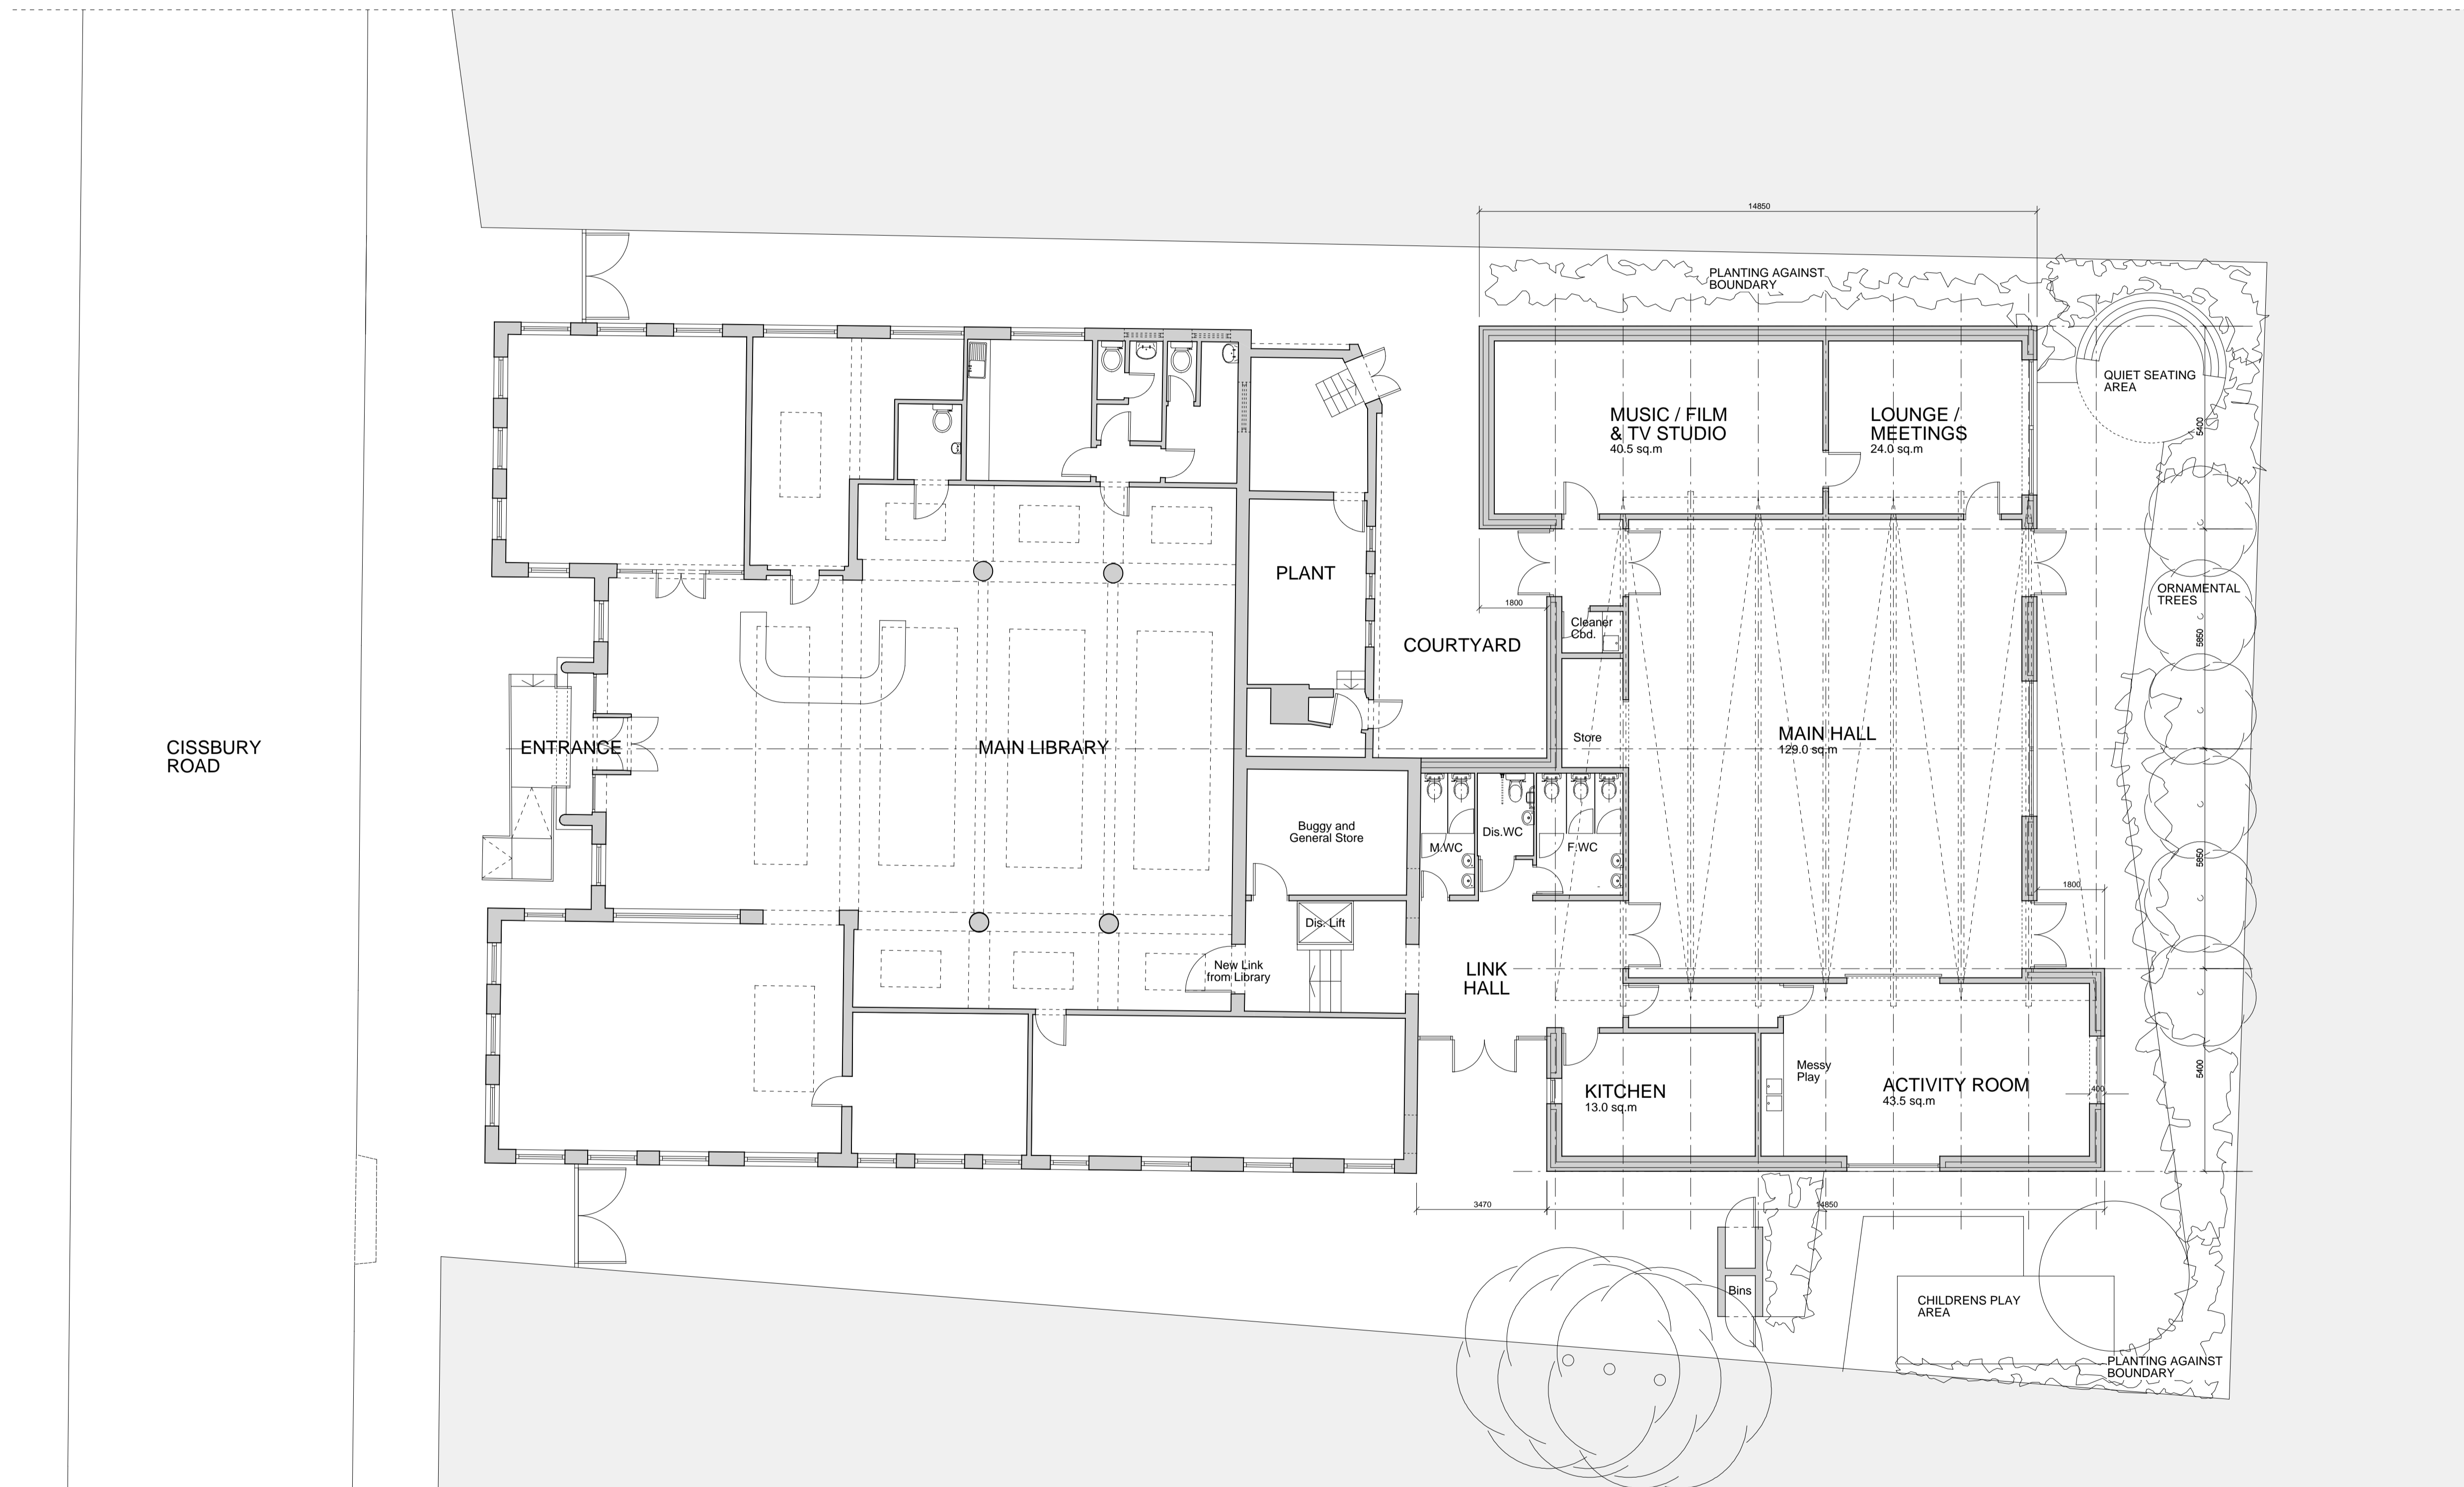 14850
PLANTING AGAINST
BOUNDARY
QUIET SEATING
AREA
5400
MUSIC / FILM
& TV STUDIO
40.5 sq.m
LOUNGE /
MEETINGS
24.0 sq.m
PLANT
1800
COURTYARD
Cleaner
Cbd.
ORNAMENTAL
TREES
5850
CISSBURY
ROAD
ENTRANCE
MAIN LIBRARY
Store
MAIN HALL
129.0 sq.m
Buggy and
General Store
M.WC
Dis.WC
F.WC
5850
1800
Dis. Lift
New Link
from Library
LINK
HALL
KITCHEN
13.0 sq.m
Messy
Play
ACTIVITY ROOM
43.5 sq.m
400
5400
3470
14850
Bins
CHILDRENS PLAY
AREA
PLANTING AGAINST
BOUNDARY